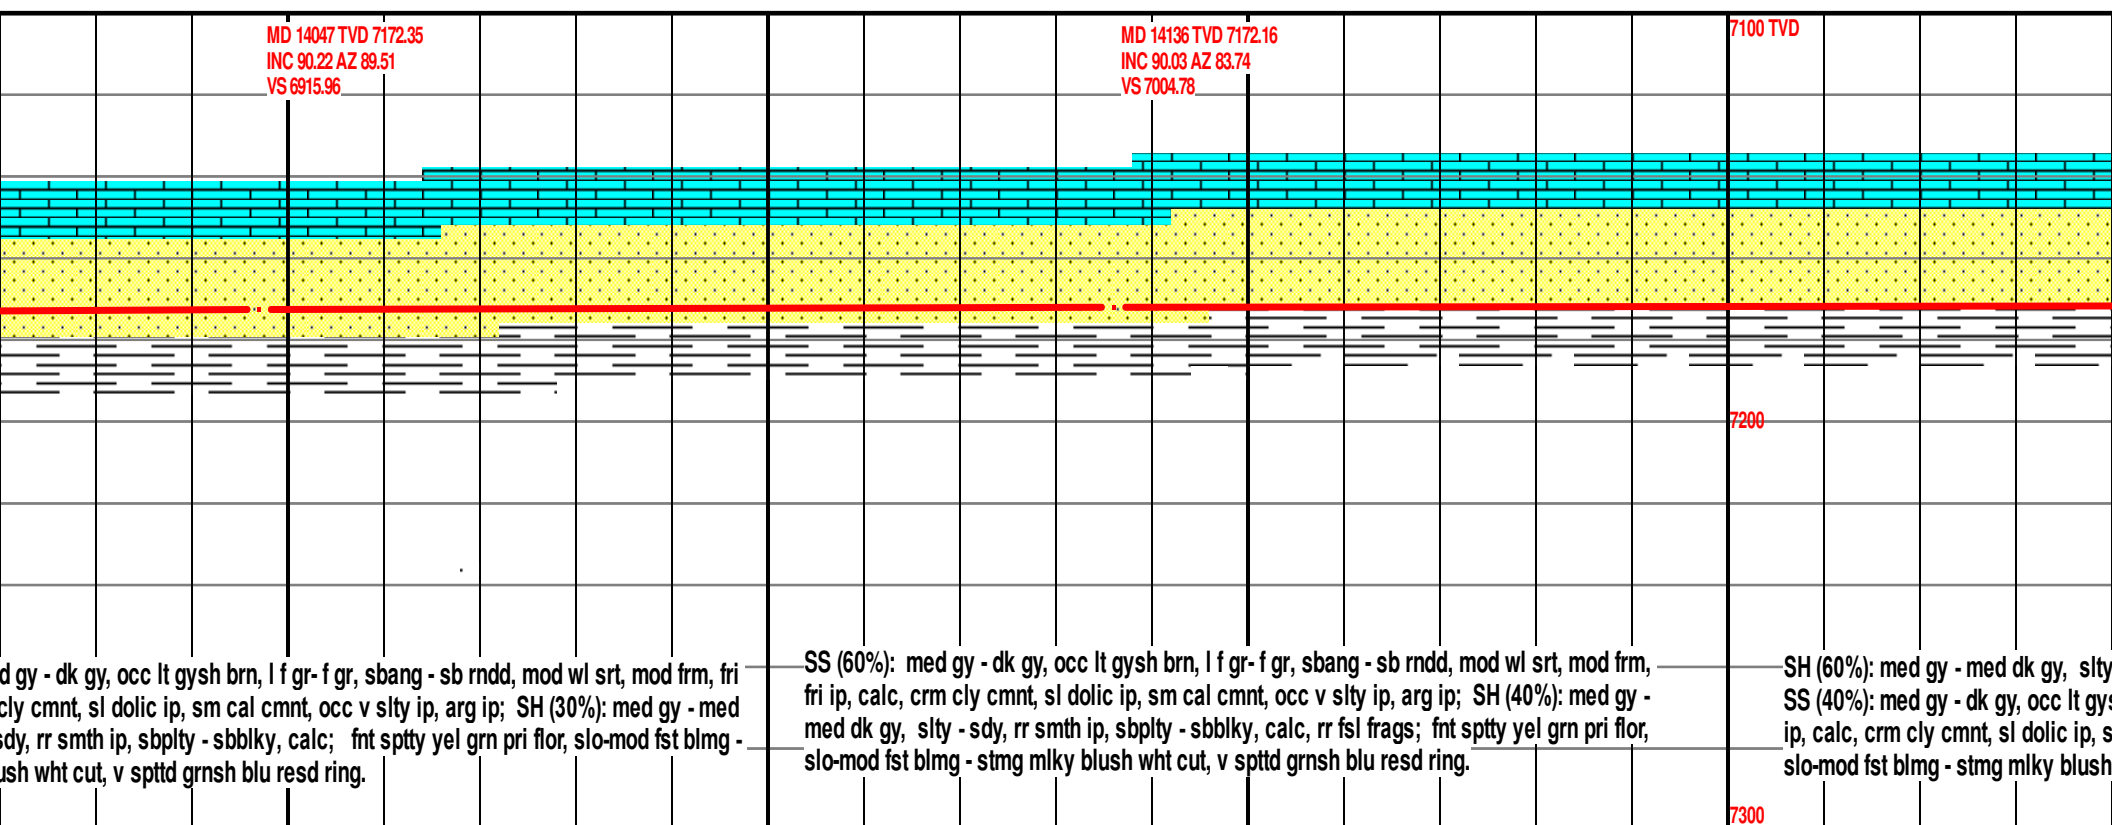 MD 14047 TVD 7172.35
INC 90.22 AZ 89.51
VS 6915.96
MD 14136 TVD 7172.16
INC 90.03 AZ 83.74
VS 7004.78
7100 TVD
7200
d gy - dk gy, occ lt gysh brn, l f gr- f gr, sbang - sb rndd, mod wl srt, mod frm, fri
cly cmnt, sl dolic ip, sm cal cmnt, occ v slty ip, arg ip;  SH (30%): med gy - med
sdy, rr smth ip, sbplty - sbblky, calc;   fnt sptty yel grn pri flor, slo-mod fst blmg -
ush wht cut, v spttd grnsh blu resd ring.
SS (60%):  med gy - dk gy, occ lt gysh brn, l f gr- f gr, sbang - sb rndd, mod wl srt, mod frm,
fri ip, calc, crm cly cmnt, sl dolic ip, sm cal cmnt, occ v slty ip, arg ip;  SH (40%): med gy -
med dk gy,  slty - sdy, rr smth ip, sbplty - sbblky, calc, rr fsl frags;  fnt sptty yel grn pri flor,
slo-mod fst blmg - stmg mlky blush wht cut, v spttd grnsh blu resd ring.
SH (60%): med gy - med dk gy,  slty
SS (40%): med gy - dk gy, occ lt gys
ip, calc, crm cly cmnt, sl dolic ip, s
slo-mod fst blmg - stmg mlky blush
7300